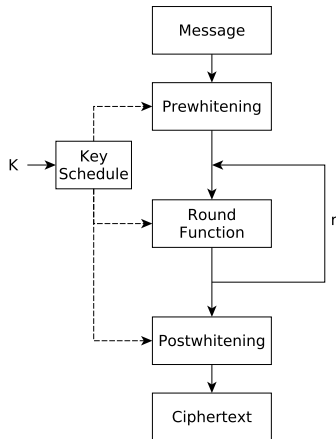 Message
Prewhitening
K
Key
Schedule
r
Round
Function
Postwhitening
Ciphertext